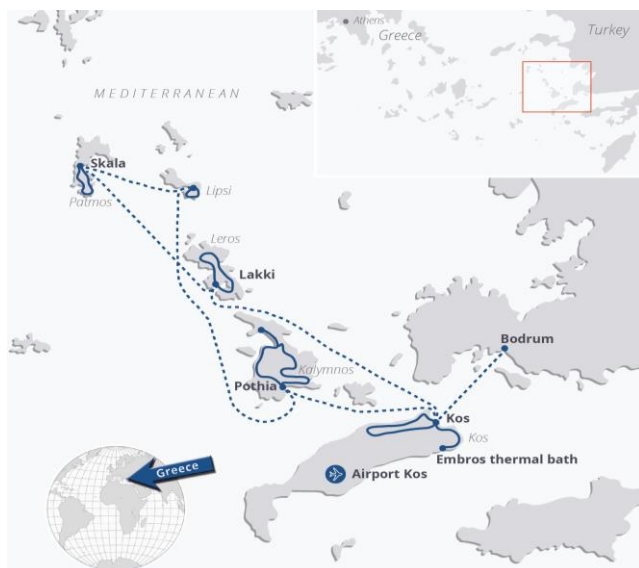 Athens
Greece
Turkey
MEDITERRANEAN
Skala
Patmos
Lipsi
Leros
Lakki
Bodrum
Kalymnos
Pothia
Kos
Kos
Embros thermal bath
Airport Kos
Greece